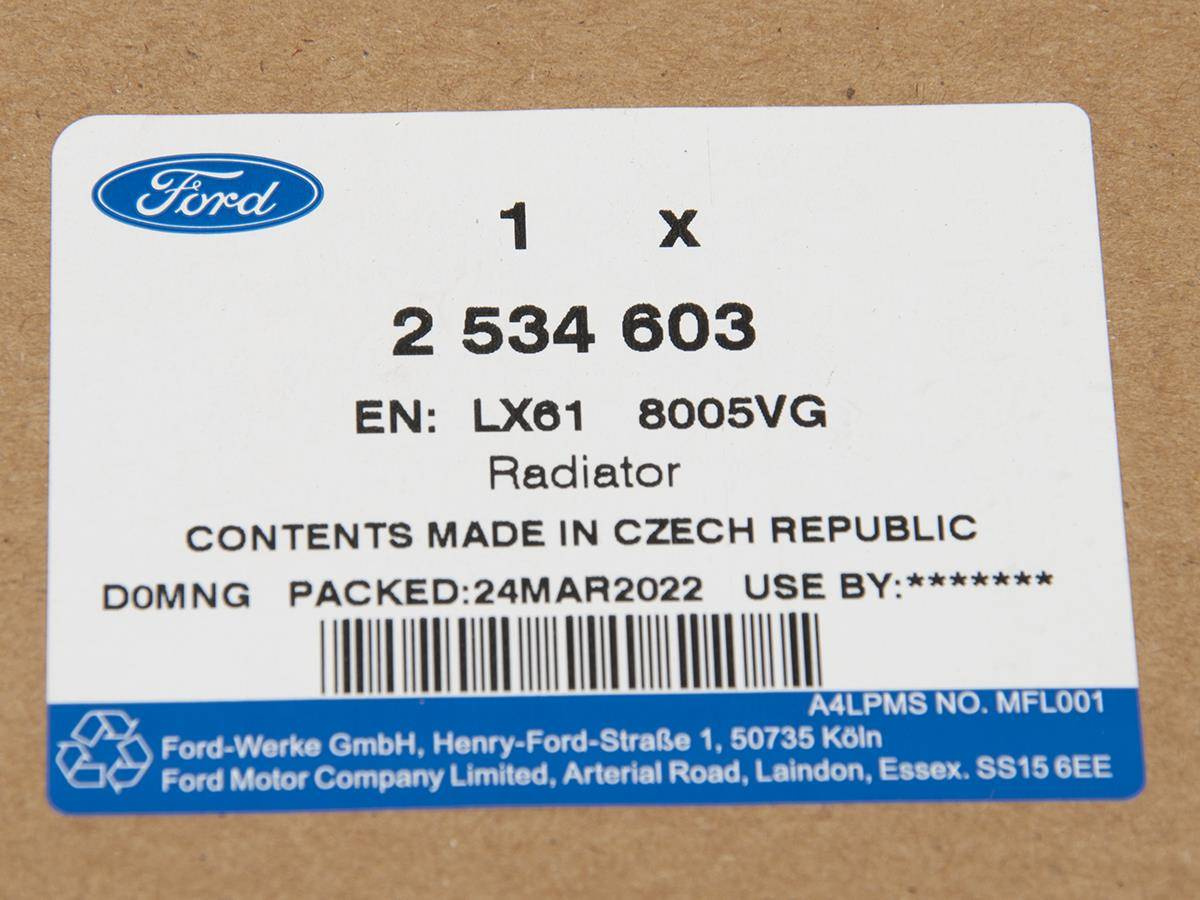 Ford
1 x
2 534 603
EN: LX61 8005VG
Radiator
CONTENTS MADE IN CZECH REPUBLIC
D0MNG PACKED:24MAR2022 USE BY:*******
A4LPMS NO. MFL001
Ford-Werke GmbH, Henry-Ford-Straße 1, 50735 Köln
Ford Motor Company Limited, Arterial Road, Laindon, Essex. SS15 6EE